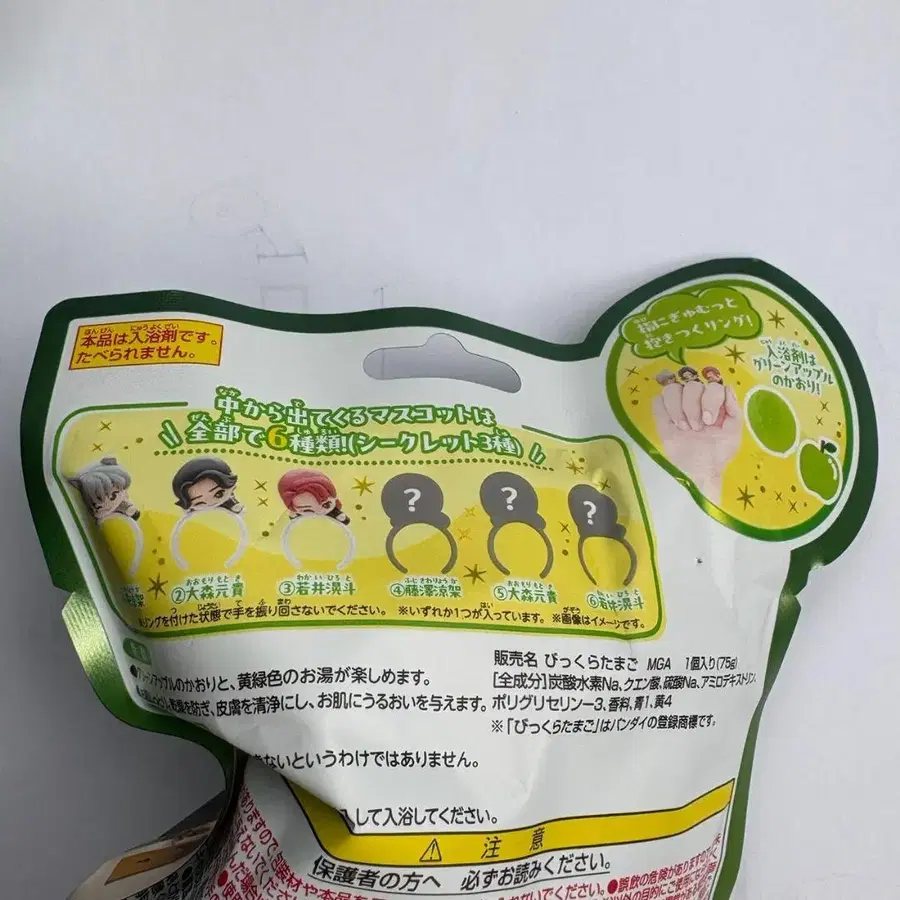 本品は入浴剤です。
たべられません。
指にぎゅむっと
抱きつくリング!
入浴剤は
グリーンアップル
のかおり!
中から出てくるマスコットは
全部で6種類!(シークレット3種)
?
?
?
②大森元貴
③若井滉斗
④藤澤涼架
⑤大森元貴
⑥若井滉斗
リングを付けた状態で手を振り回さないでください。 ※いずれか1つが入っています。 ※画像はイメージです。
グリーンアップルのかおりと、黄緑色のお湯が楽しめます。
乾燥を防ぎ、皮膚を清浄にし、お肌にうるおいを与えます。
販売名 びっくらたまご MGA 1個入り(75g)
[全成分]炭酸水素Na、クエン酸、硫酸Na、アミロデキストリン、
ポリグリセリン-3、香料、青1、黄4
※「びっくらたまご」はバンダイの登録商標です。
ないというわけではありません。
して入浴してください。
注意
保護者の方へ 必ずお読みください。